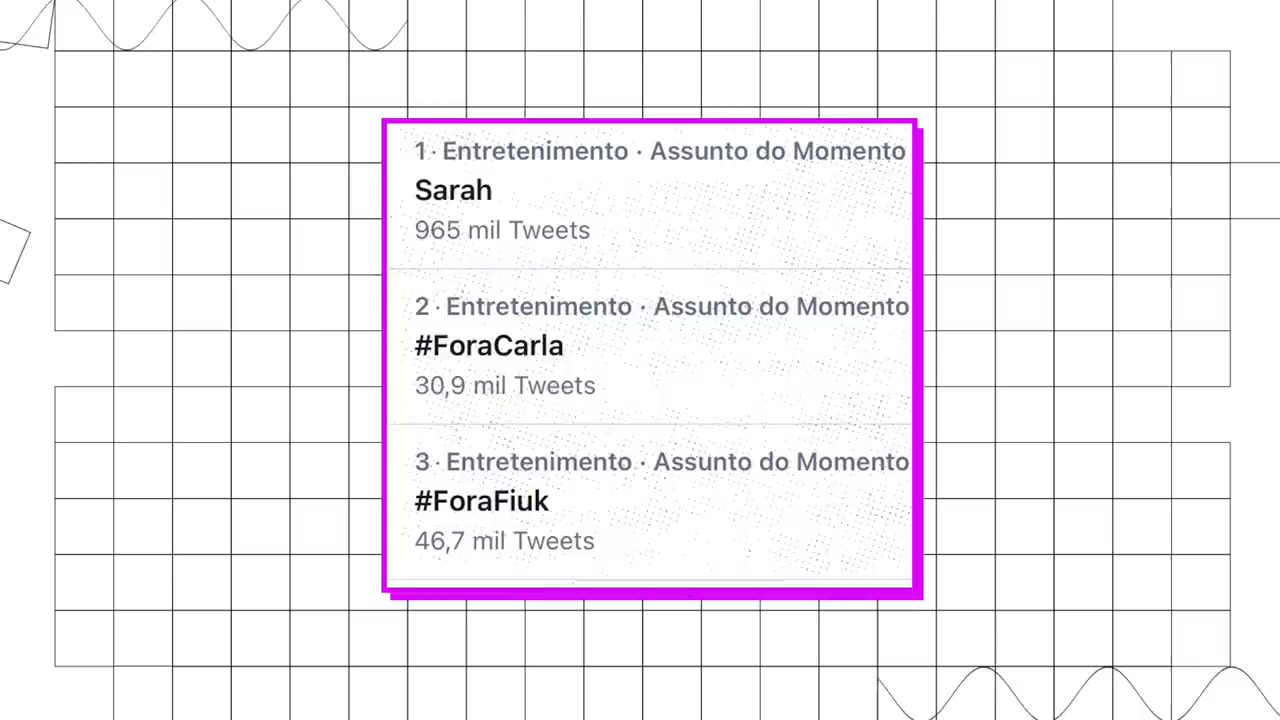 1 · Entretenimento · Assunto do Momento
Sarah
965 mil Tweets
2 · Entretenimento · Assunto do Momento
#ForaCarla
30,9 mil Tweets
3 · Entretenimento · Assunto do Momento
#ForaFiuk
46,7 mil Tweets